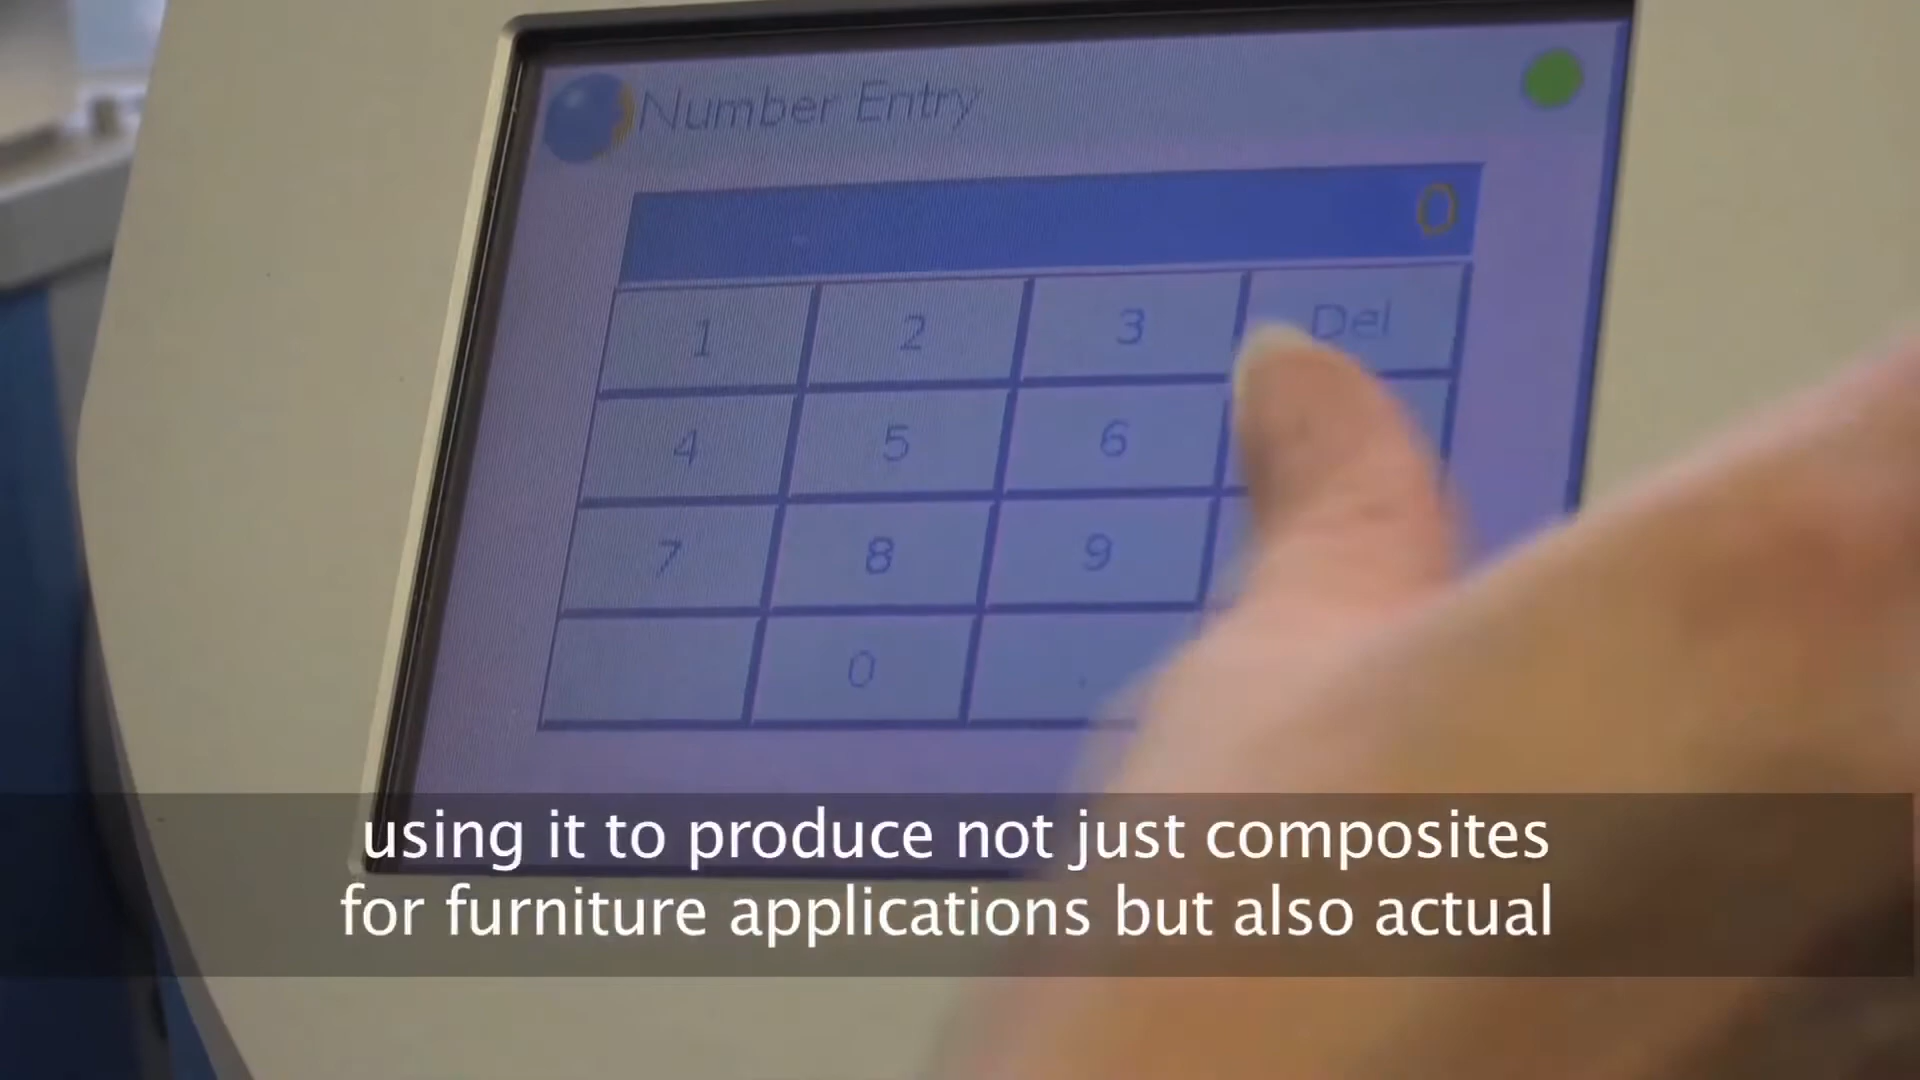 Number Entry
0
1 2 3 Del
4 5 6
7 8 9
0 .
using it to produce not just composites
for furniture applications but also actual